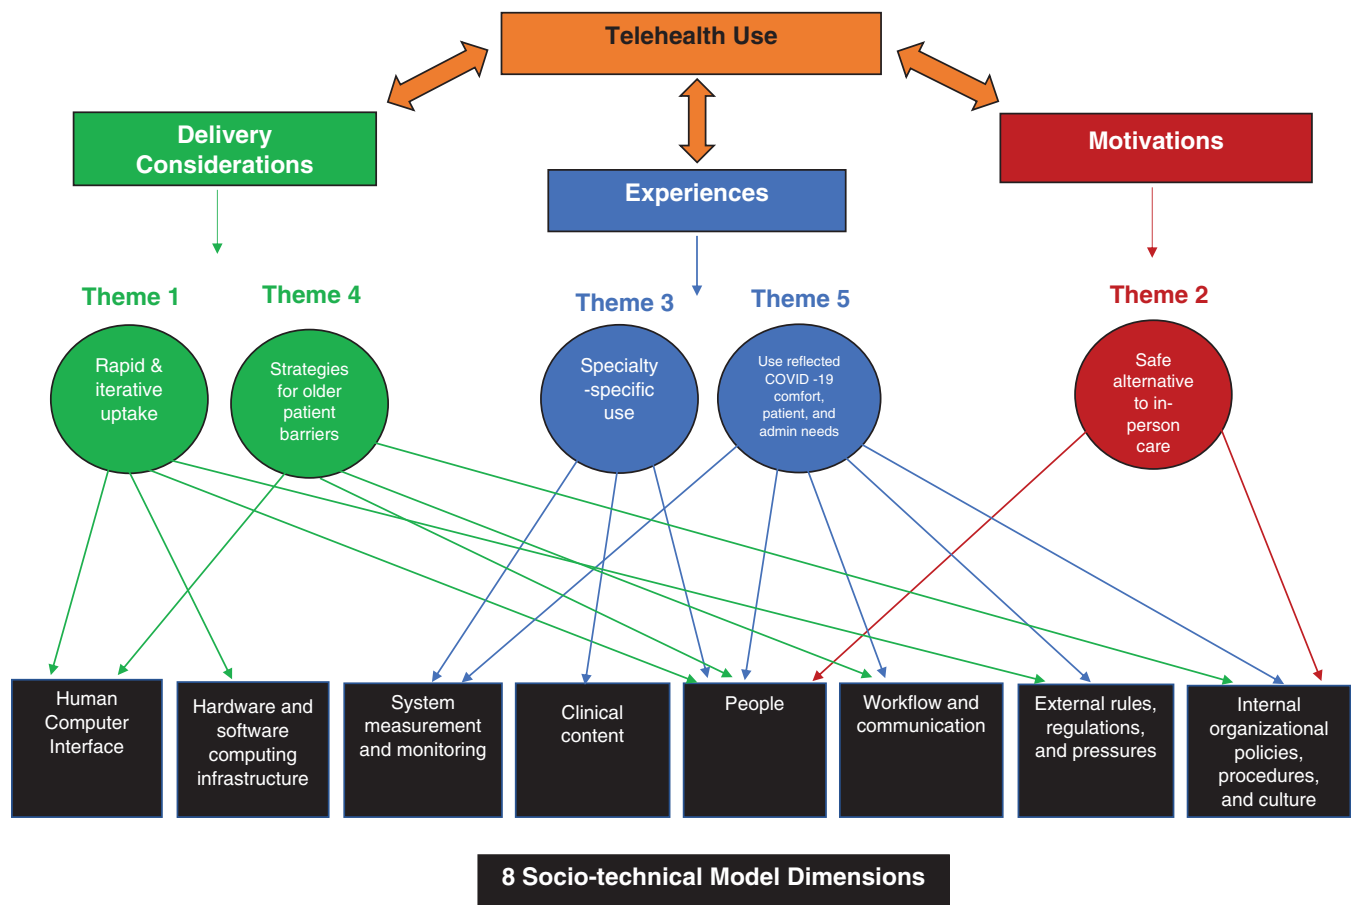 Telehealth Use
Delivery
Considerations
Experiences
Motivations
Theme 1
Theme 4
Theme 3
Theme 5
Theme 2
Rapid &
iterative
uptake
Strategies
for older
patient
barriers
Specialty
-specific
use
Use reflected
COVID -19
comfort,
patient, and
admin needs
Safe
alternative
to in-
person
care
Human
Computer
Interface
Hardware and
software
computing
infrastructure
System
measurement
and monitoring
Clinical
content
People
Workflow and
communication
External rules,
regulations,
and pressures
Internal
organizational
policies,
procedures,
and culture
8 Socio-technical Model Dimensions